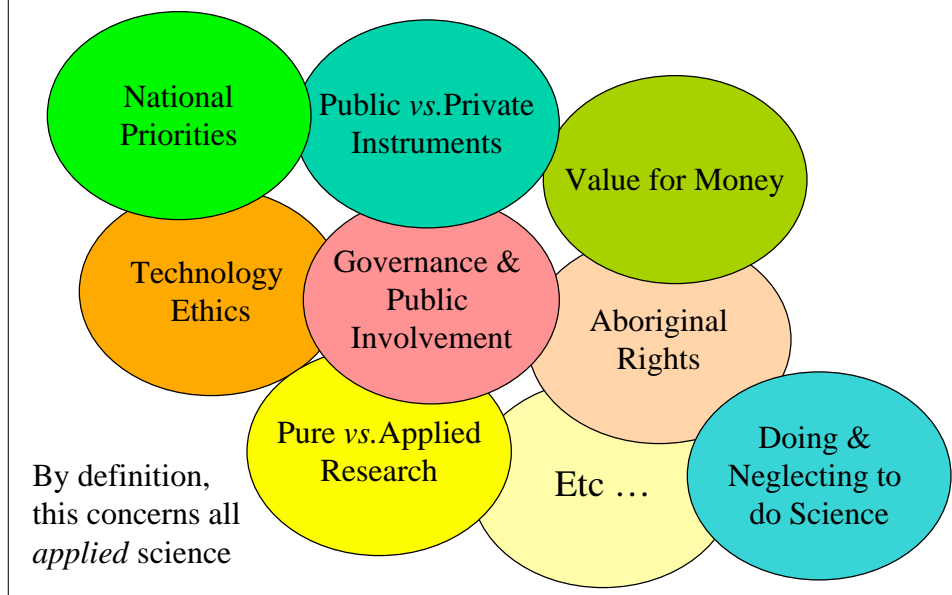 National
Priorities
Public vs.Private
Instruments
Value for Money
Technology
Ethics
Governance &
Public
Involvement
Aboriginal
Rights
Pure vs.Applied
Research
Etc …
Doing &
Neglecting to
do Science
By definition,
this concerns all
applied science